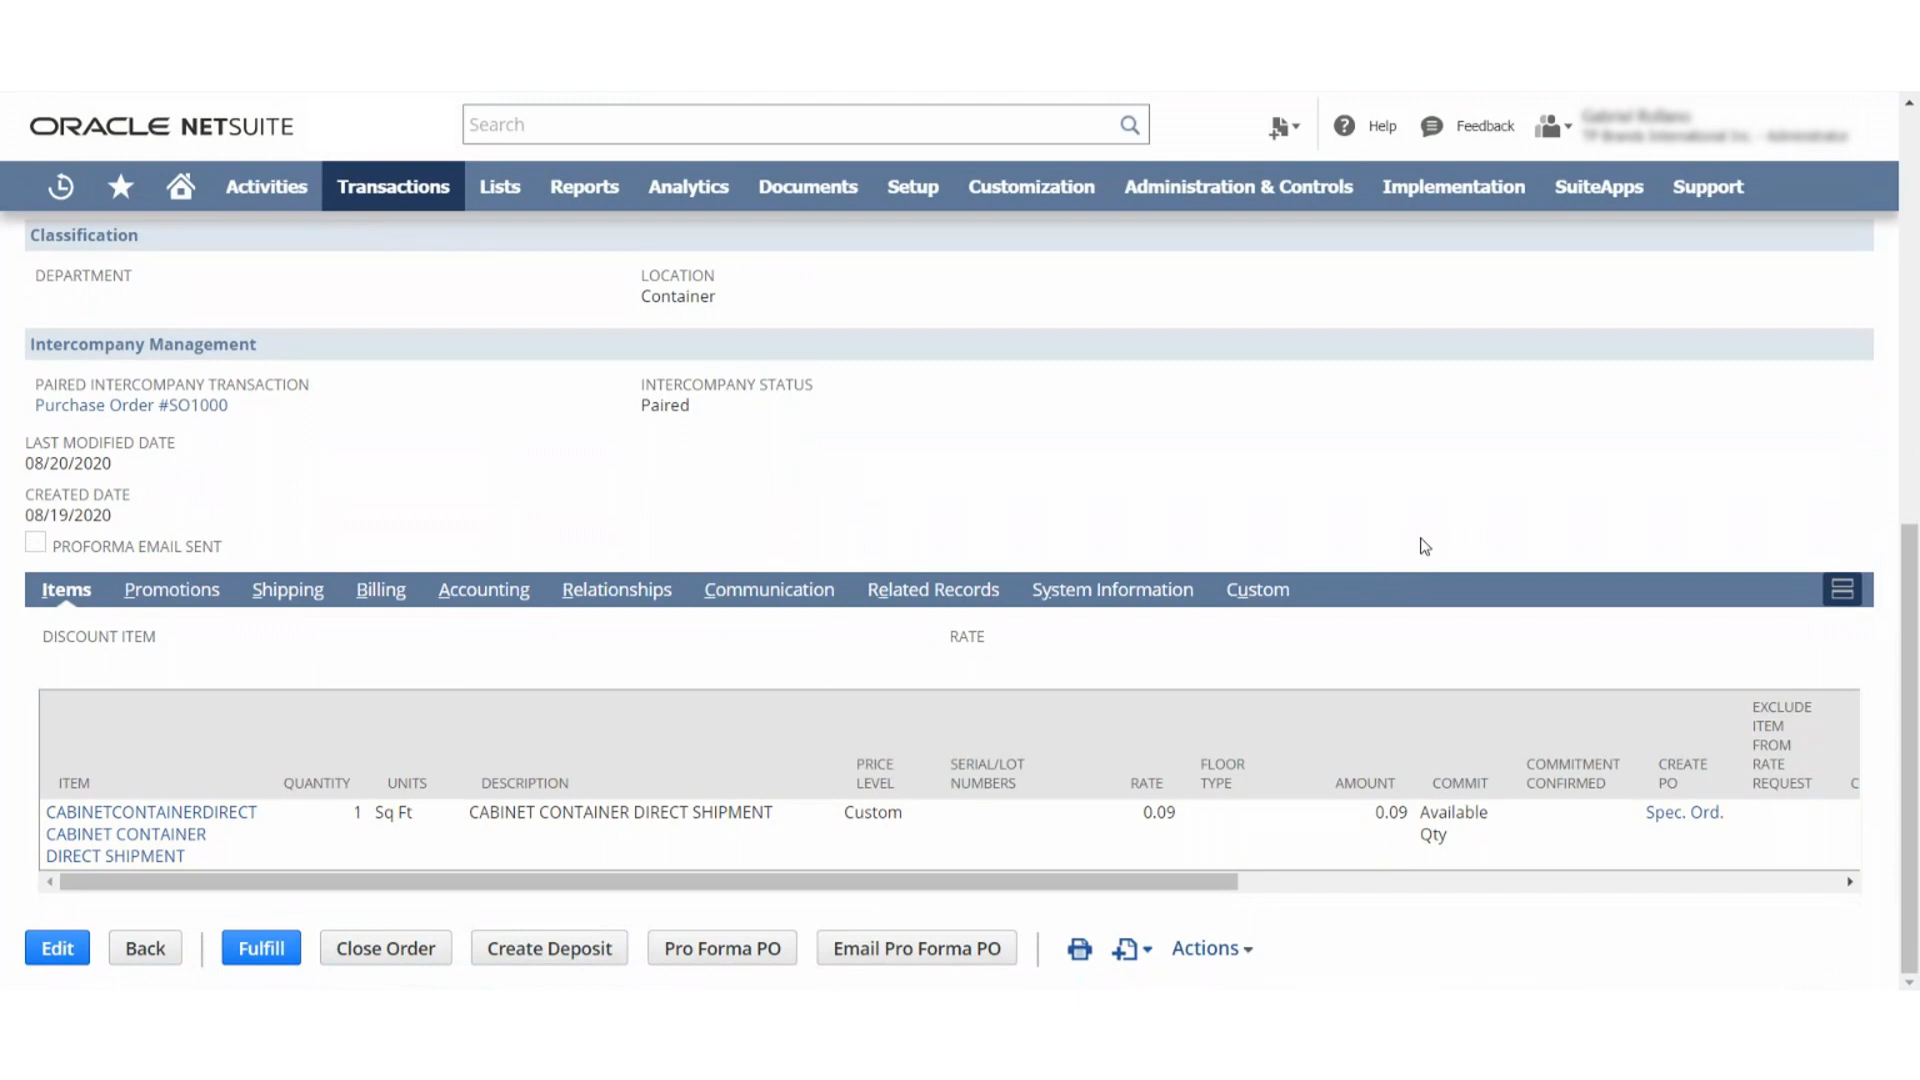 ORACLE NETSUITE
Search
Help
Feedback
Activities Transactions Lists Reports Analytics Documents Setup Customization Administration & Controls Implementation SuiteApps Support
Classification
DEPARTMENT
LOCATION
Container
Intercompany Management
PAIRED INTERCOMPANY TRANSACTION
Purchase Order #SO1000
INTERCOMPANY STATUS
Paired
LAST MODIFIED DATE
08/20/2020
CREATED DATE
08/19/2020
PROFORMA EMAIL SENT
Items Promotions Shipping Billing Accounting Relationships Communication Related Records System Information Custom
DISCOUNT ITEM RATE
ITEM
QUANTITY
UNITS
DESCRIPTION
PRICE
LEVEL
SERIAL/LOT
NUMBERS
RATE
FLOOR
TYPE
AMOUNT
COMMIT
COMMITMENT
CONFIRMED
CREATE
PO
EXCLUDE
ITEM
FROM
RATE
REQUEST
C
CABINETCONTAINERDIRECT
CABINET CONTAINER
DIRECT SHIPMENT
1
Sq Ft
CABINET CONTAINER DIRECT SHIPMENT
Custom
0.09
0.09
Available
Qty
Spec. Ord.
Edit Back Fulfill Close Order Create Deposit Pro Forma PO Email Pro Forma PO Actions